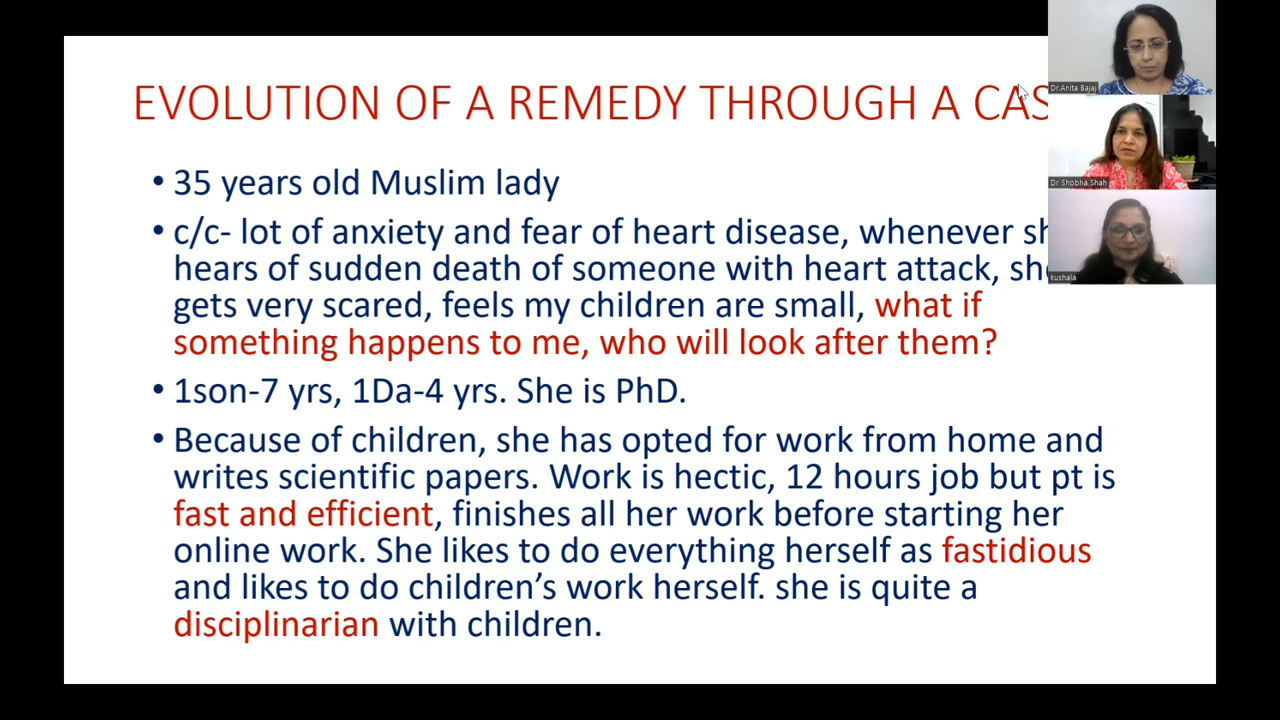 EVOLUTION OF A REMEDY THROUGH A CAS
Dr.Anita Bajaj
• 35 years old Muslim lady
Dr Shobha Shah
• c/c- lot of anxiety and fear of heart disease, whenever sh
hears of sudden death of someone with heart attack, she
kushala
gets very scared, feels my children are small, what if
something happens to me, who will look after them?
• 1son-7 yrs, 1Da-4 yrs. She is PhD.
• Because of children, she has opted for work from home and
writes scientific papers. Work is hectic, 12 hours job but pt is
fast and efficient, finishes all her work before starting her
online work. She likes to do everything herself as fastidious
and likes to do children’s work herself. she is quite a
disciplinarian with children.